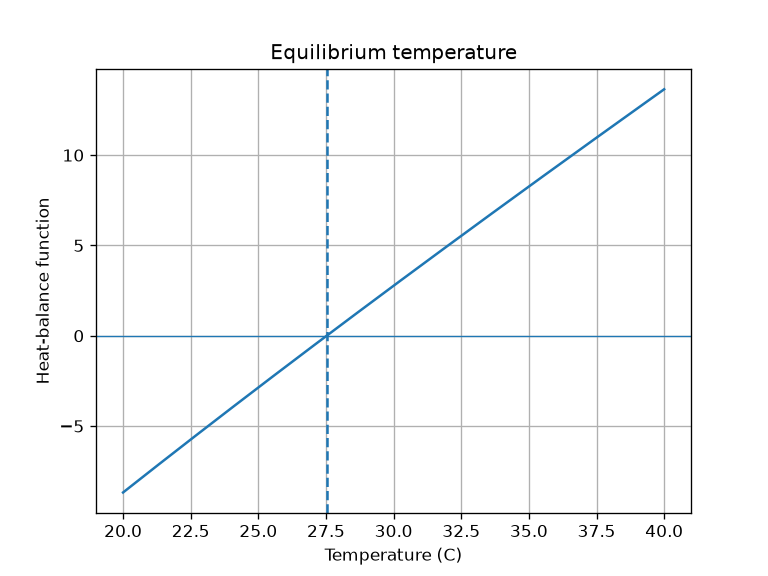 Equilibrium temperature
10
5
0
−5
Heat-balance function
20.0 22.5 25.0 27.5 30.0 32.5 35.0 37.5 40.0
Temperature (C)